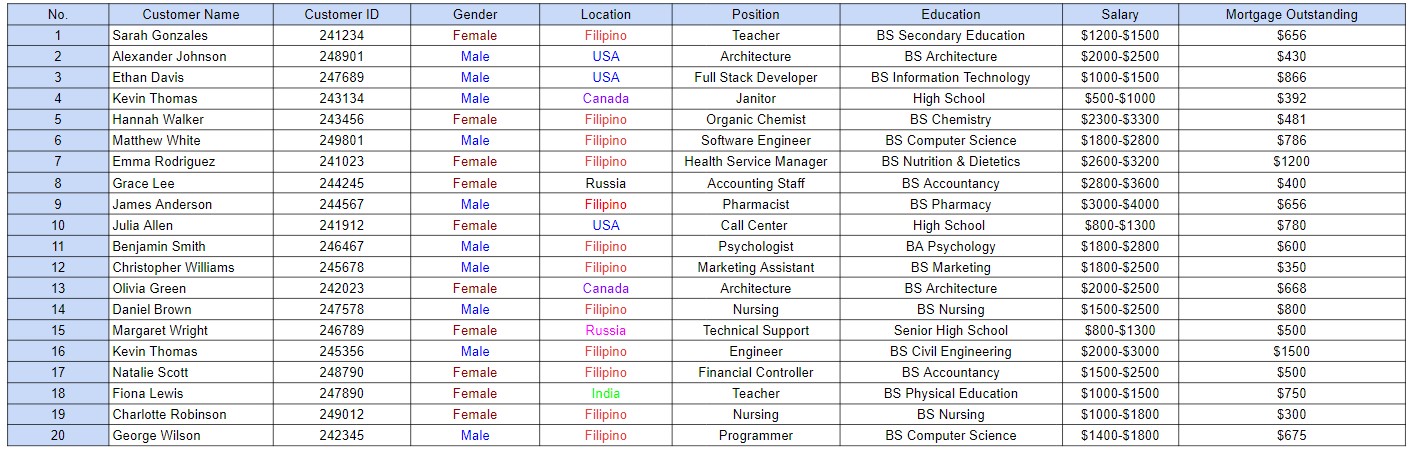 No. Customer Name Customer ID Gender Location Position Education Salary Mortgage Outstanding
1 Sarah Gonzales 241234 Female Filipino Teacher BS Secondary Education $1200-$1500 $656
2 Alexander Johnson 248901 Male USA Architecture BS Architecture $2000-$2500 $430
3 Ethan Davis 247689 Male USA Full Stack Developer BS Information Technology $1000-$1500 $866
4 Kevin Thomas 243134 Male Canada Janitor High School $500-$1000 $392
5 Hannah Walker 243456 Female Filipino Organic Chemist BS Chemistry $2300-$3300 $481
6 Matthew White 249801 Male Filipino Software Engineer BS Computer Science $1800-$2800 $786
7 Emma Rodriguez 241023 Female Filipino Health Service Manager BS Nutrition & Dietetics $2600-$3200 $1200
8 Grace Lee 244245 Female Russia Accounting Staff BS Accountancy $2800-$3600 $400
9 James Anderson 244567 Male Filipino Pharmacist BS Pharmacy $3000-$4000 $656
10 Julia Allen 241912 Female USA Call Center High School $800-$1300 $780
11 Benjamin Smith 246467 Male Filipino Psychologist BA Psychology $1800-$2800 $600
12 Christopher Williams 245678 Male Filipino Marketing Assistant BS Marketing $1800-$2500 $350
13 Olivia Green 242023 Female Canada Architecture BS Architecture $2000-$2500 $668
14 Daniel Brown 247578 Male Filipino Nursing BS Nursing $1500-$2500 $800
15 Margaret Wright 246789 Female Russia Technical Support Senior High School $800-$1300 $500
16 Kevin Thomas 245356 Male Filipino Engineer BS Civil Engineering $2000-$3000 $1500
17 Natalie Scott 248790 Female Filipino Financial Controller BS Accountancy $1500-$2500 $500
18 Fiona Lewis 247890 Female India Teacher BS Physical Education $1000-$1500 $750
19 Charlotte Robinson 249012 Female Filipino Nursing BS Nursing $1000-$1800 $300
20 George Wilson 242345 Male Filipino Programmer BS Computer Science $1400-$1800 $675